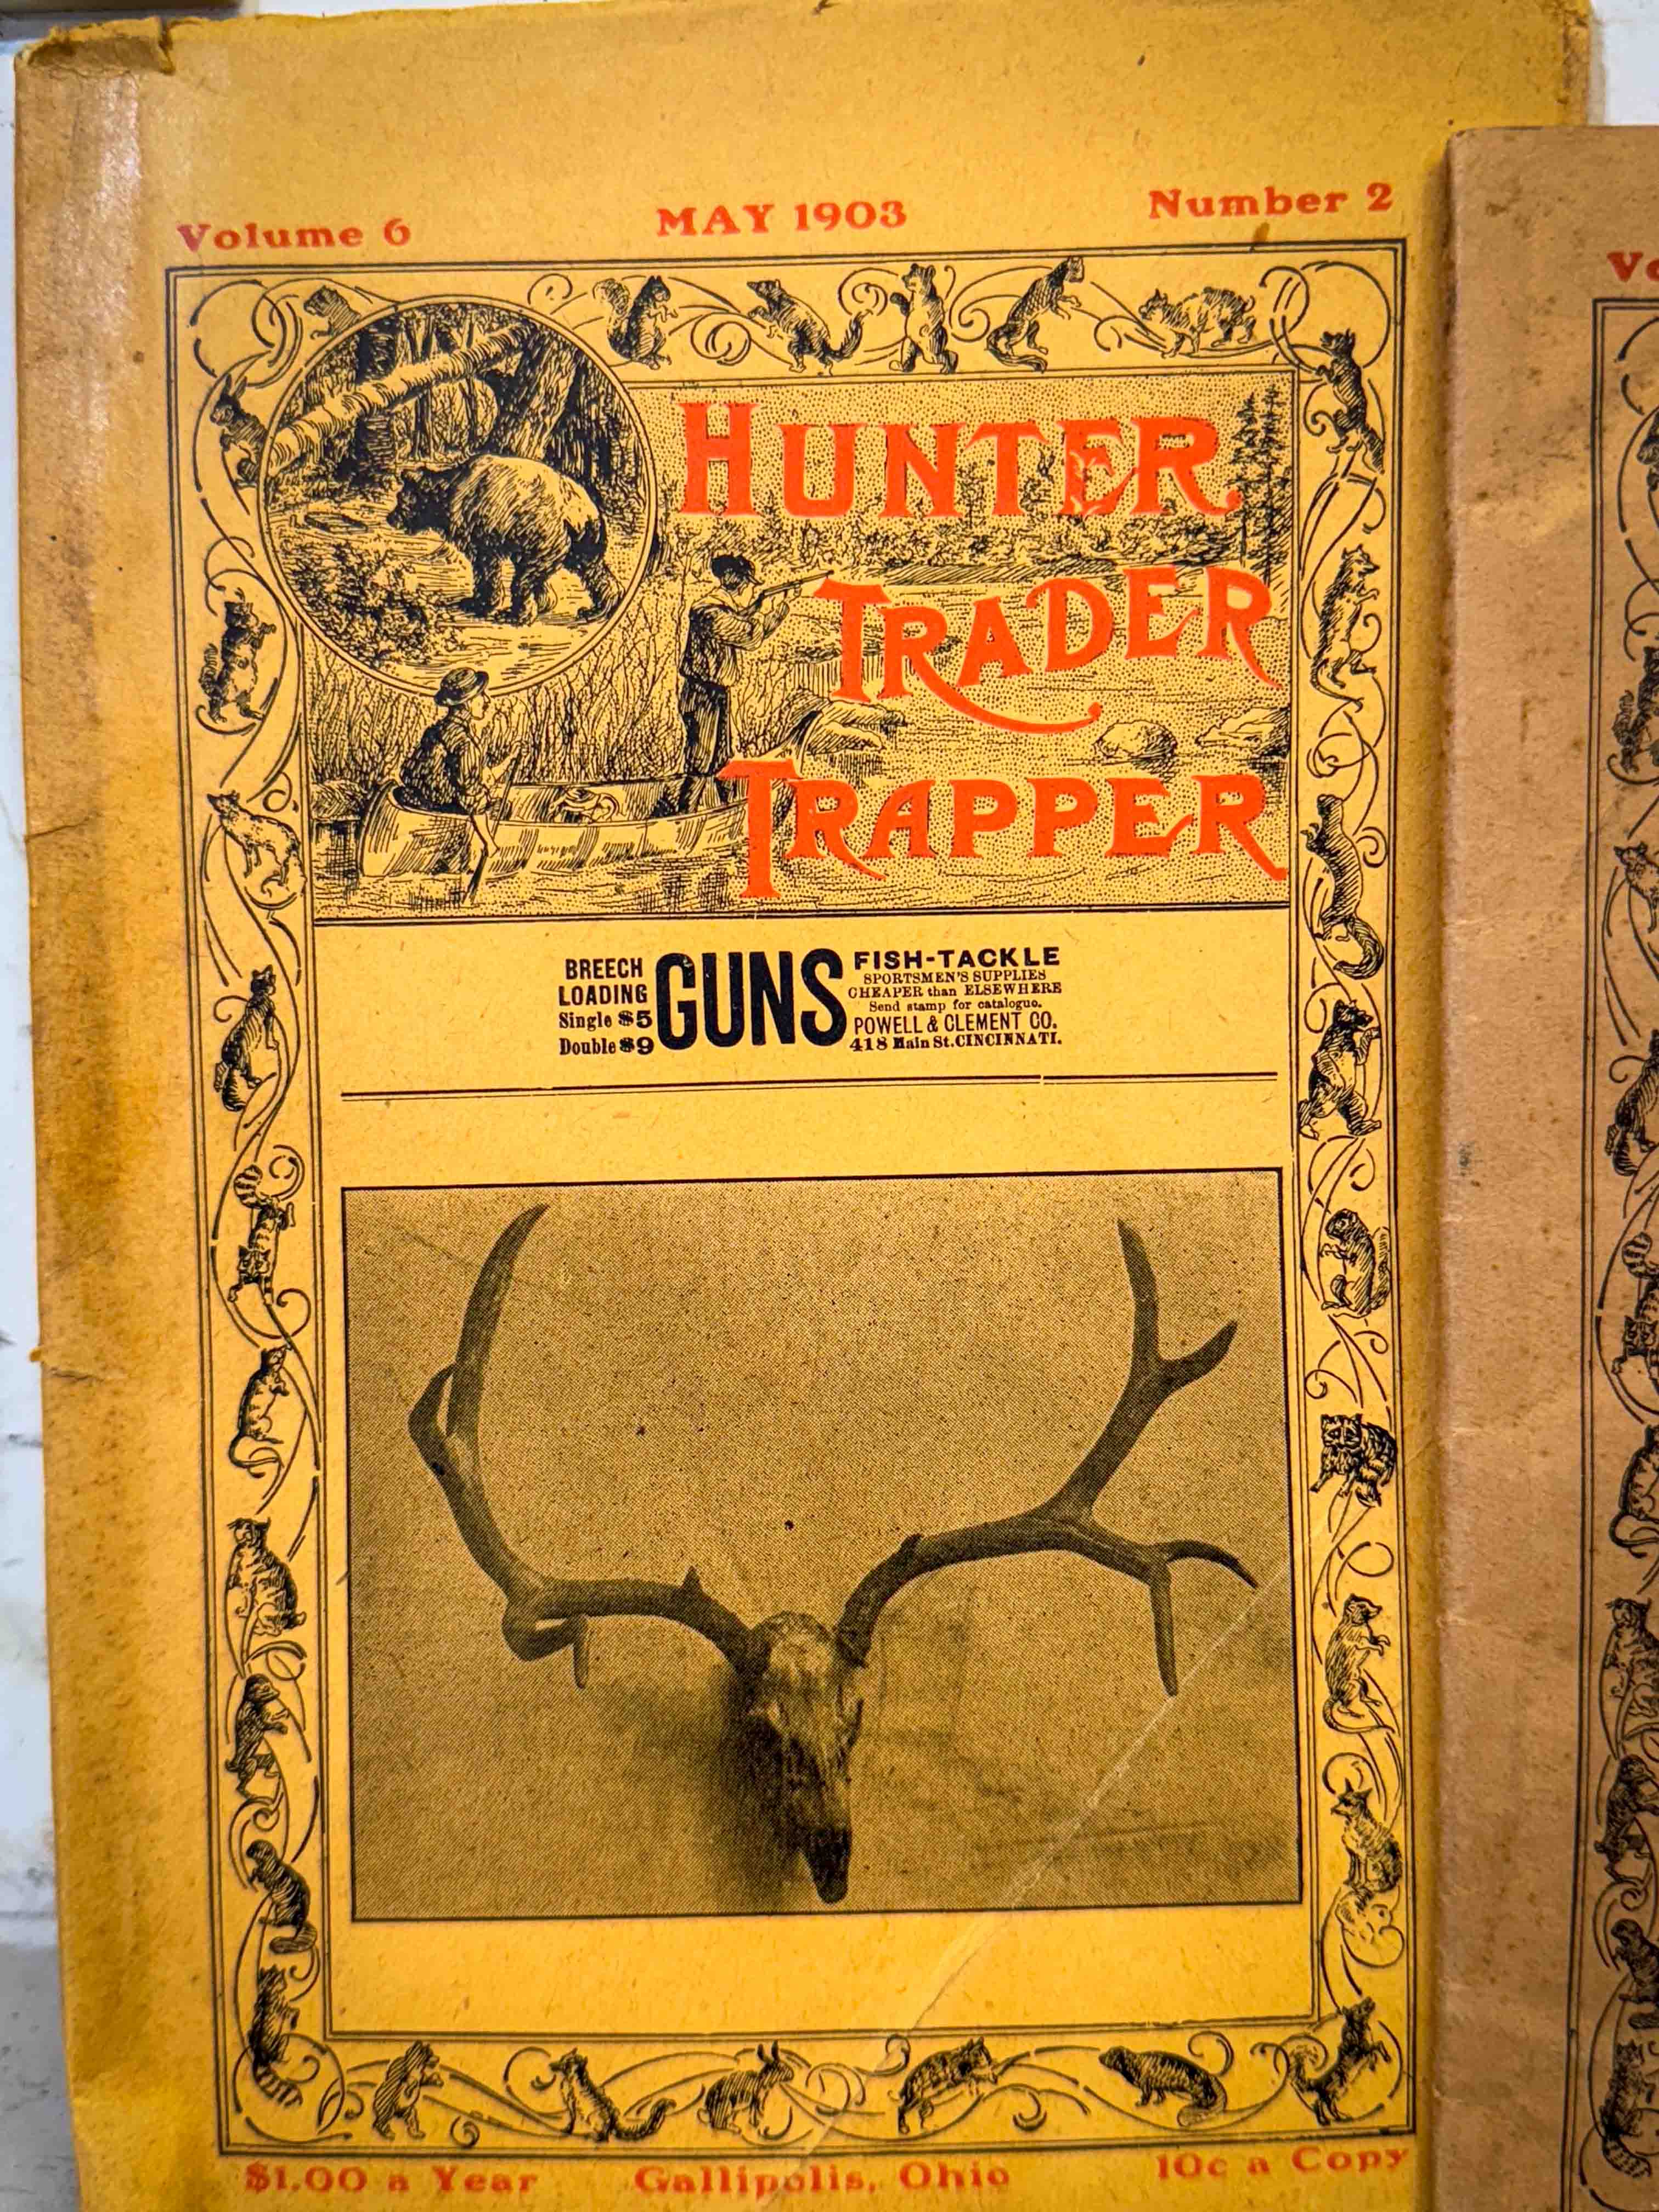 Volume 6 MAY 1903 Number 2
HUNTER
TRADER
TRAPPER
BREECH
LOADING
Single $5
Double $9
GUNS
FISH-TACKLE
SPORTSMEN'S SUPPLIES
CHEAPER than ELSEWHERE
Send stamp for catalogue.
POWELL & CLEMENT CO.
418 Main St. CINCINNATI.
$1.00 a Year Gallipolis, Ohio 10c a Copy